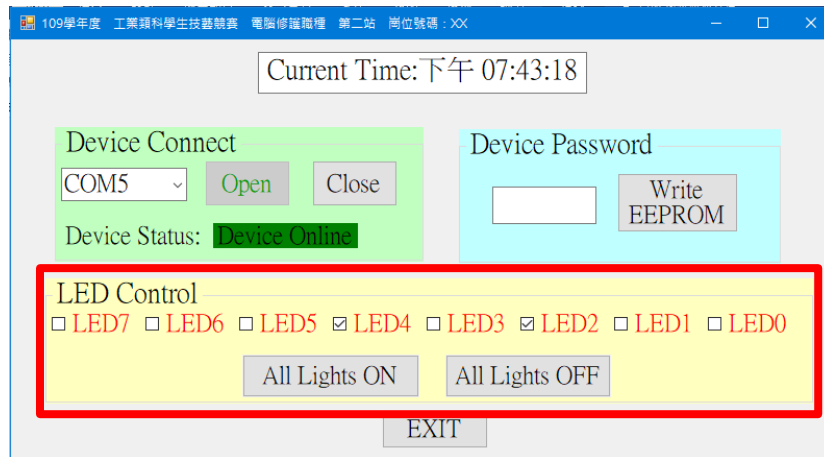 109學年度 工業類科學生技藝競賽 電腦修護職種 第二站 崗位號碼：XX
Current Time:下午 07:43:18
Device Connect
COM5 Open Close
Device Status: Device Online
Device Password
Write
EEPROM
LED Control
LED7 LED6 LED5 LED4 LED3 LED2 LED1 LED0
All Lights ON All Lights OFF
EXIT